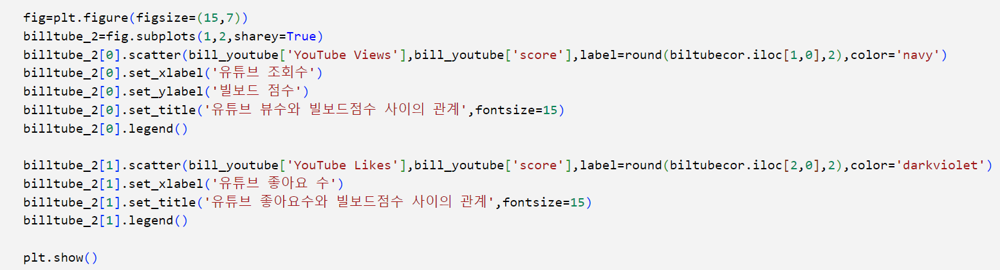 fig=plt.figure(figsize=(15,7))
billtube_2=fig.subplots(1,2,sharey=True)
billtube_2[0].scatter(bill_youtube['YouTube Views'],bill_youtube['score'],label=round(biltubecor.iloc[1,0],2),color='navy')
billtube_2[0].set_xlabel('유튜브 조회수')
billtube_2[0].set_ylabel('빌보드 점수')
billtube_2[0].set_title('유튜브 뷰수와 빌보드점수 사이의 관계',fontsize=15)
billtube_2[0].legend()

billtube_2[1].scatter(bill_youtube['YouTube Likes'],bill_youtube['score'],label=round(biltubecor.iloc[2,0],2),color='darkviolet')
billtube_2[1].set_xlabel('유튜브 좋아요 수')
billtube_2[1].set_title('유튜브 좋아요수와 빌보드점수 사이의 관계',fontsize=15)
billtube_2[1].legend()

plt.show()